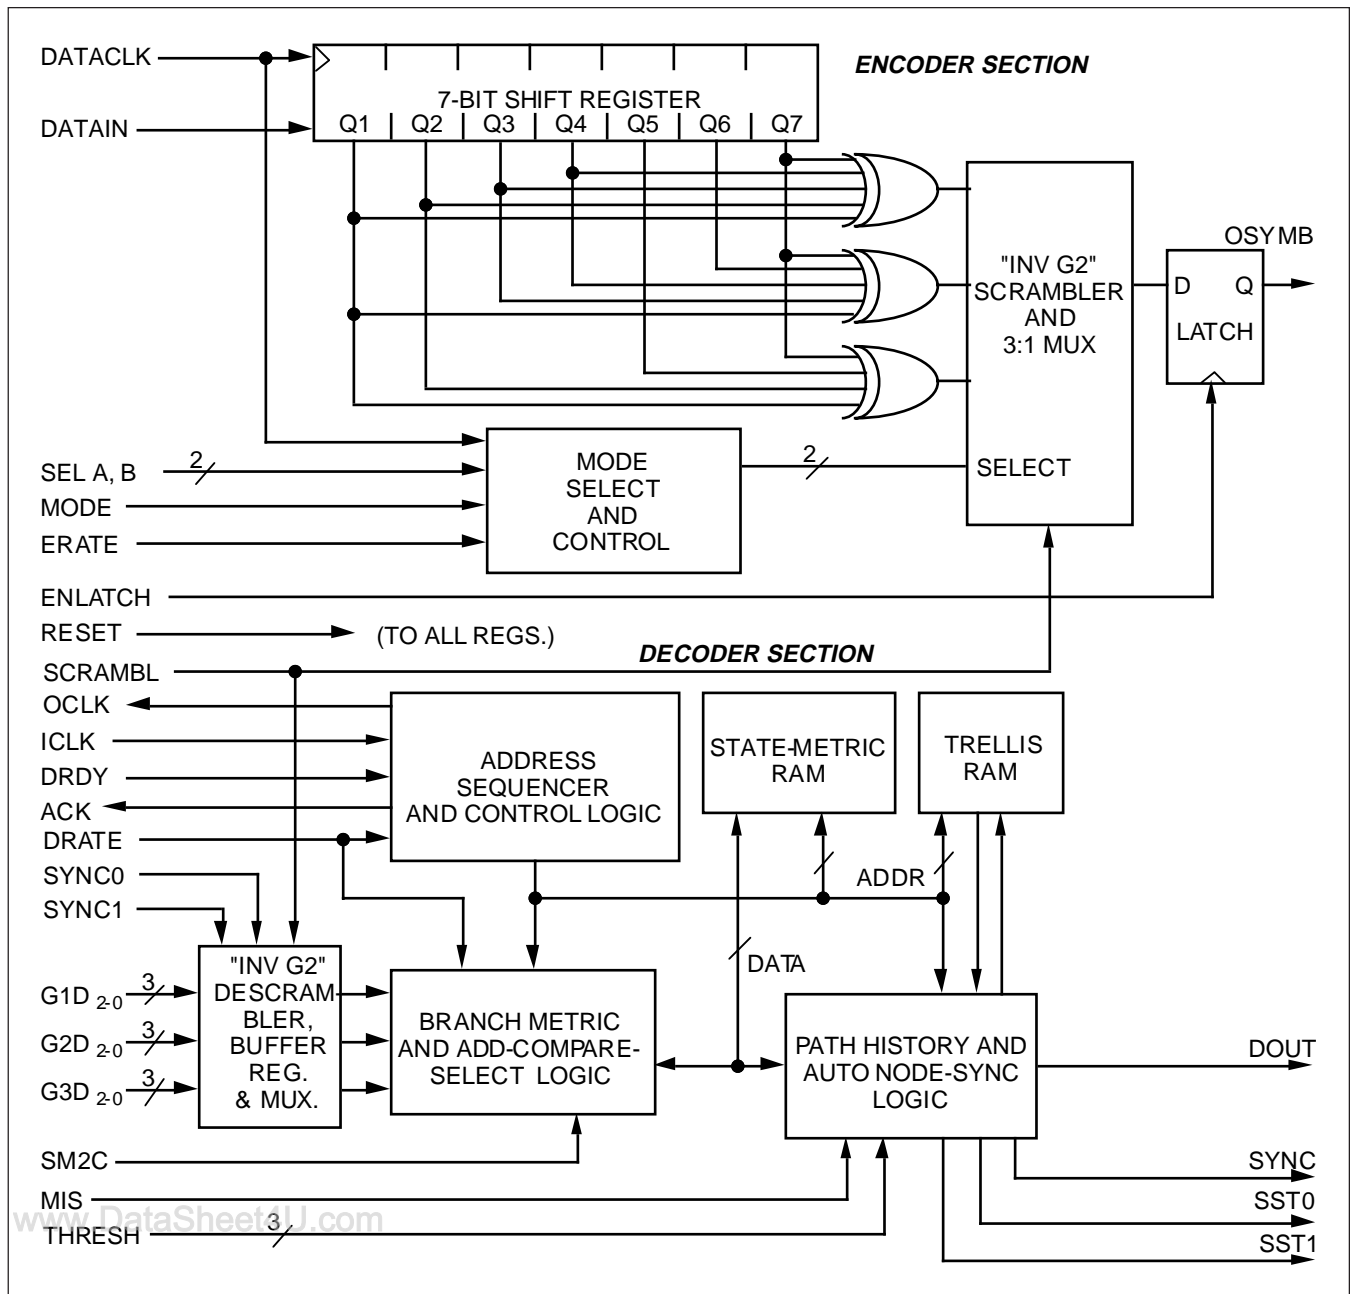 DATACLK
ENCODER SECTION
7-BIT SHIFT REGISTER
DATAIN
Q1 Q2 Q3 Q4 Q5 Q6 Q7
OSYMB
"INV G2"
SCRAMBLER
AND
3:1 MUX
D Q
LATCH
SEL A, B
2
MODE
SELECT
AND
CONTROL
2
SELECT
MODE
ERATE
ENLATCH
RESET
(TO ALL REGS.)
DECODER SECTION
SCRAMBL
OCLK
ICLK
DRDY
ACK
DRATE
ADDRESS
SEQUENCER
AND CONTROL LOGIC
STATE-METRIC
RAM
TRELLIS
RAM
ADDR
SYNC0
SYNC1
DATA
"INV G2"
DESCRAM
BLER,
BUFFER
REG.
& MUX.
G1D 2-0
3
G2D 2-0
3
G3D 2-0
3
BRANCH METRIC
AND ADD-COMPARE-
SELECT LOGIC
PATH HISTORY AND
AUTO NODE-SYNC
LOGIC
DOUT
SM2C
SYNC
MIS
SST0
www.DataSheet4U.com
THRESH
3
SST1